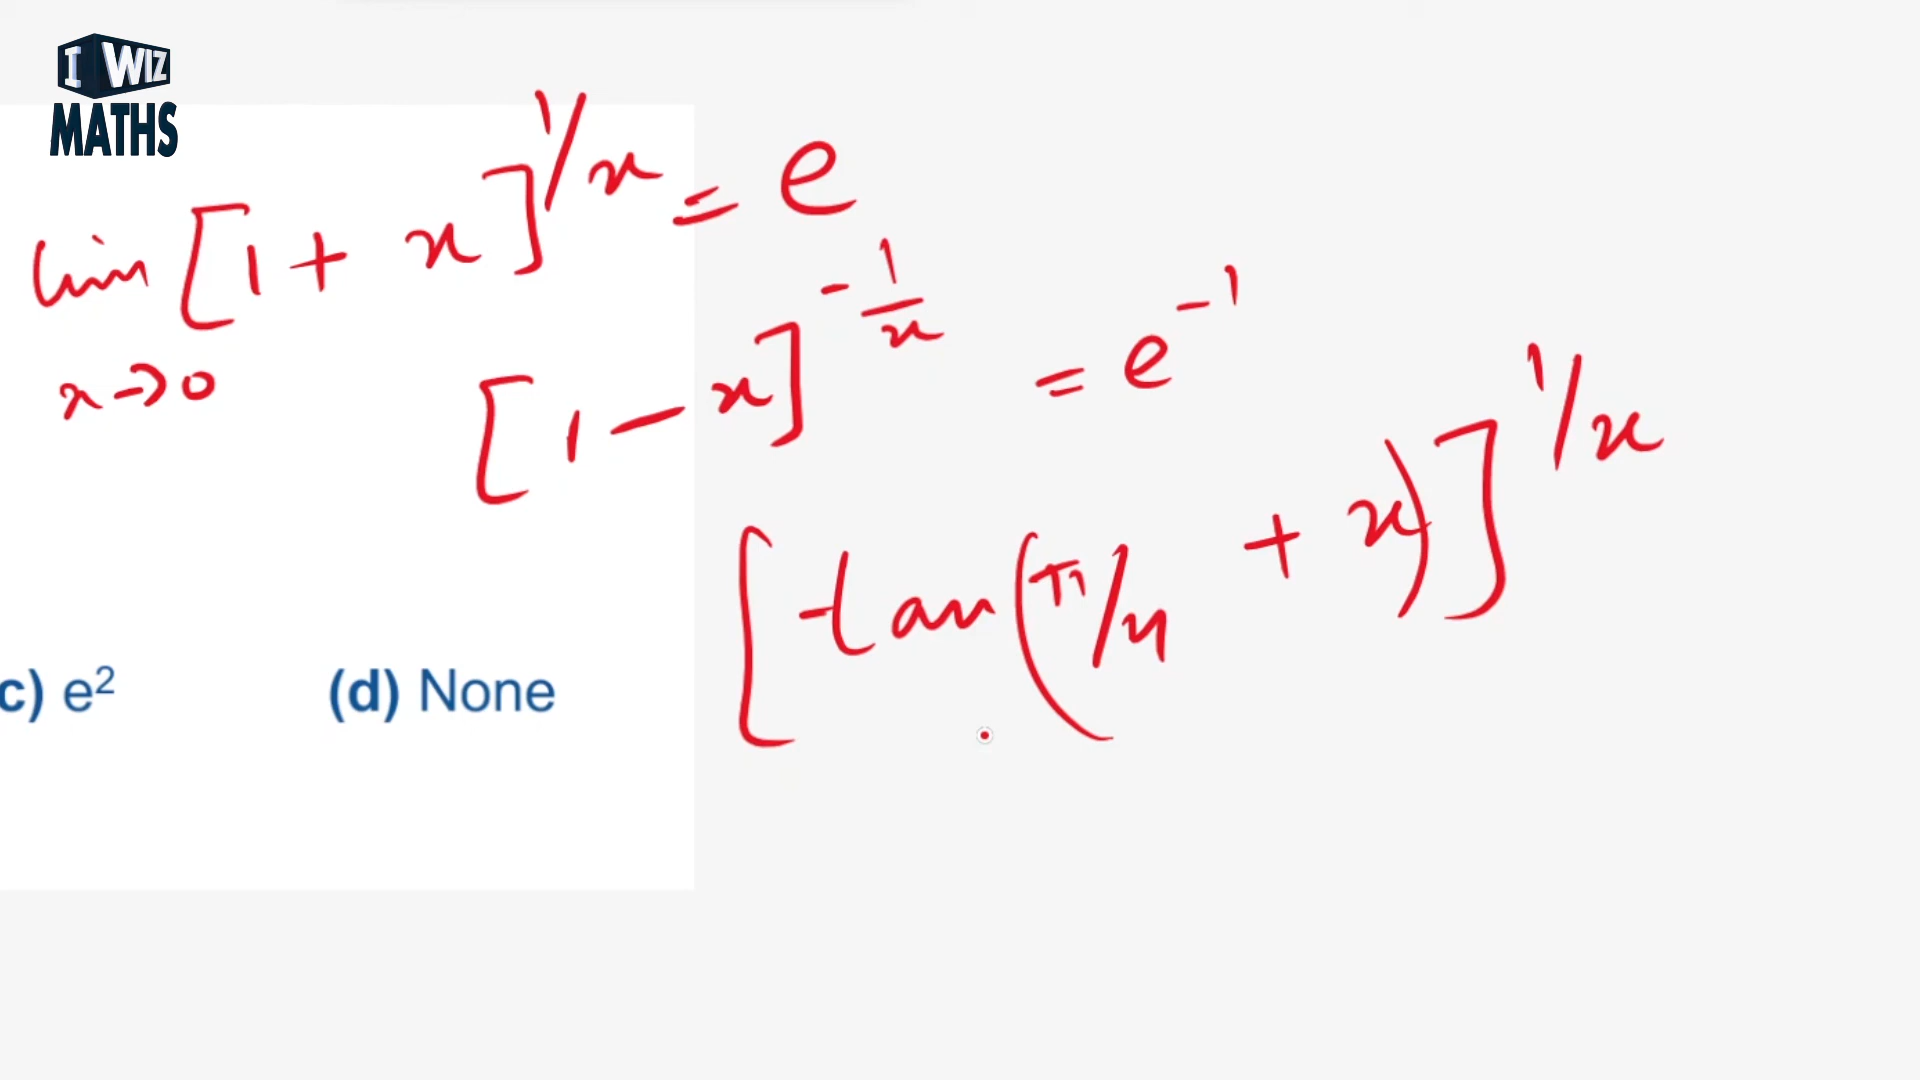 I WIZ
MATHS
lim [1 + x]^1/x = e
x→0
[1 - x]^-1/x = e^-1
[tan(π/4 + x)]^1/x
c) e² (d) None